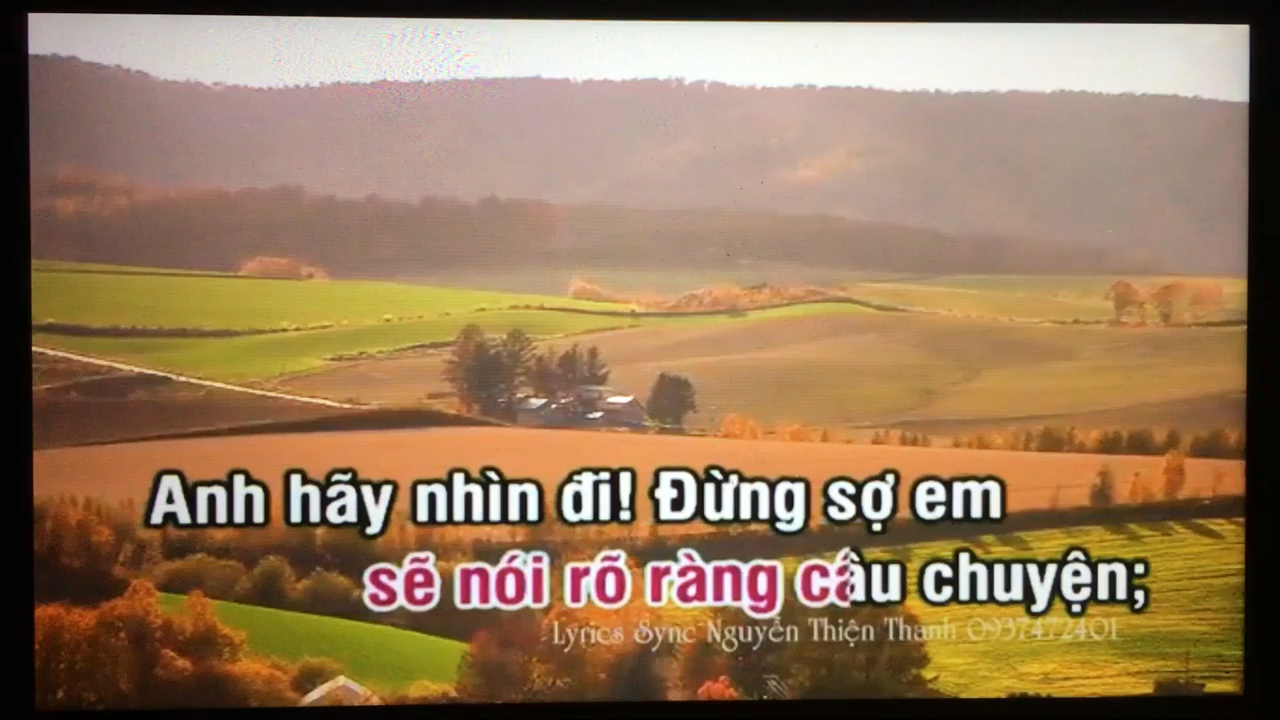 Anh hãy nhìn đi! Đừng sợ em
sẽ nói rõ ràng câu chuyện;
Lyrics Sync Nguyễn Thiện Thanh 0937472401